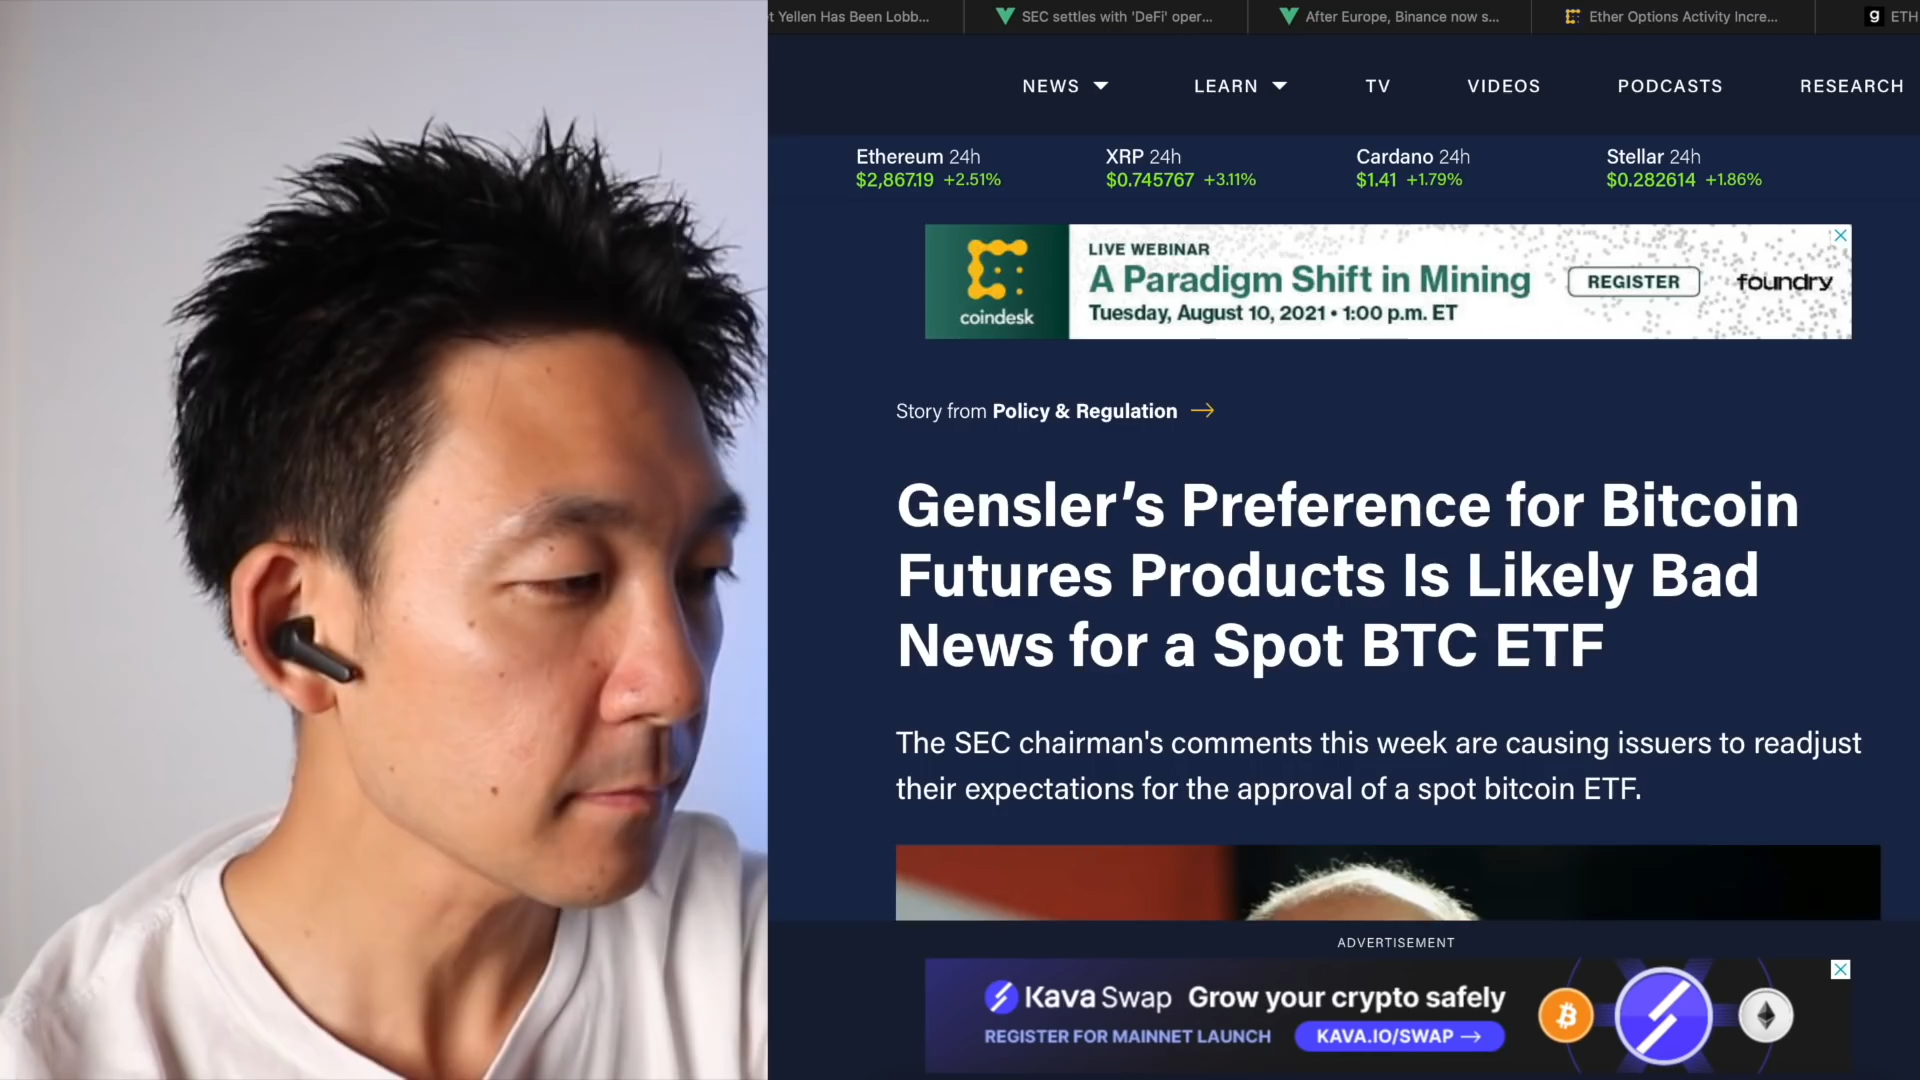 t Yellen Has Been Lobb...
SEC settles with 'DeFi' oper...
After Europe, Binance now s...
Ether Options Activity Incre...
g ETH
NEWS
LEARN
TV
VIDEOS
PODCASTS
RESEARCH
Ethereum 24h
$2,867.19 +2.51%
XRP 24h
$0.745767 +3.11%
Cardano 24h
$1.41 +1.79%
Stellar 24h
$0.282614 +1.86%
coindesk
LIVE WEBINAR
A Paradigm Shift in Mining
Tuesday, August 10, 2021 • 1:00 p.m. ET
REGISTER
foundry
Story from Policy & Regulation →
Gensler’s Preference for Bitcoin
Futures Products Is Likely Bad
News for a Spot BTC ETF
The SEC chairman's comments this week are causing issuers to readjust
their expectations for the approval of a spot bitcoin ETF.
ADVERTISEMENT
Kava Swap Grow your crypto safely
REGISTER FOR MAINNET LAUNCH
KAVA.IO/SWAP →